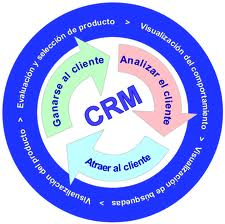 CRM
Ganarse al cliente
Analizar el cliente
Atraer al cliente
Evaluación y selección de producto > Visualización del comportamiento > Visualización de búsquedas > Visualización del producto >